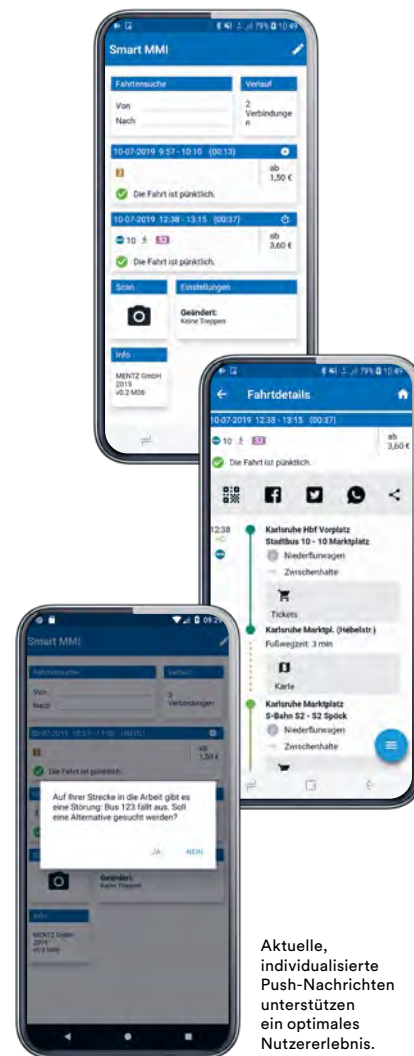 79% 10:49
Smart MMI
Fahrtensuche
Von
Nach
Verlauf
2
Verbindunge
n
10-07-2019 9:57 - 10:10 (00:13)
2
ab
1,50 €
Die Fahrt ist pünktlich.
10-07-2019 12:38 - 13:15 (00:37)
10 S2
ab
3,60 €
Die Fahrt ist pünktlich.
Scan
Einstellungen
Geändert:
Keine Treppen
Info
MENTZ GmbH
2019
v0.2 M06
79% 10:49
Fahrtdetails
10-07-2019 12:38 - 13:15 (00:37)
10 S2
ab
3,60 €
Die Fahrt ist pünktlich.
12:38
+0
Karlsruhe Hbf Vorplatz
Stadtbus 10 - 10 Marktplatz
Niederflurwagen
Zwischenhalte
Tickets
Karlsruhe Marktpl. (Hebelstr.)
Fußwegzeit: 3 min
Karte
Karlsruhe Marktplatz
S-Bahn S2 - S2 Spöck
Niederflurwagen
Zwischenhalte
Smart MMI
Fahrtensuche
Von
Nach
Verlauf
Verbindungen
ab
1,50 €
Die Fahrt ist pünktlich.
Auf Ihrer Strecke in die Arbeit gibt es
eine Störung: Bus 123 fällt aus. Soll
eine Alternative gesucht werden?
JA NEIN
Geändert:
Keine Treppen
Info
MENTZ GmbH
2019
v0.2 M06
Aktuelle,
individualisierte
Push-Nachrichten
unterstützen
ein optimales
Nutzererlebnis.